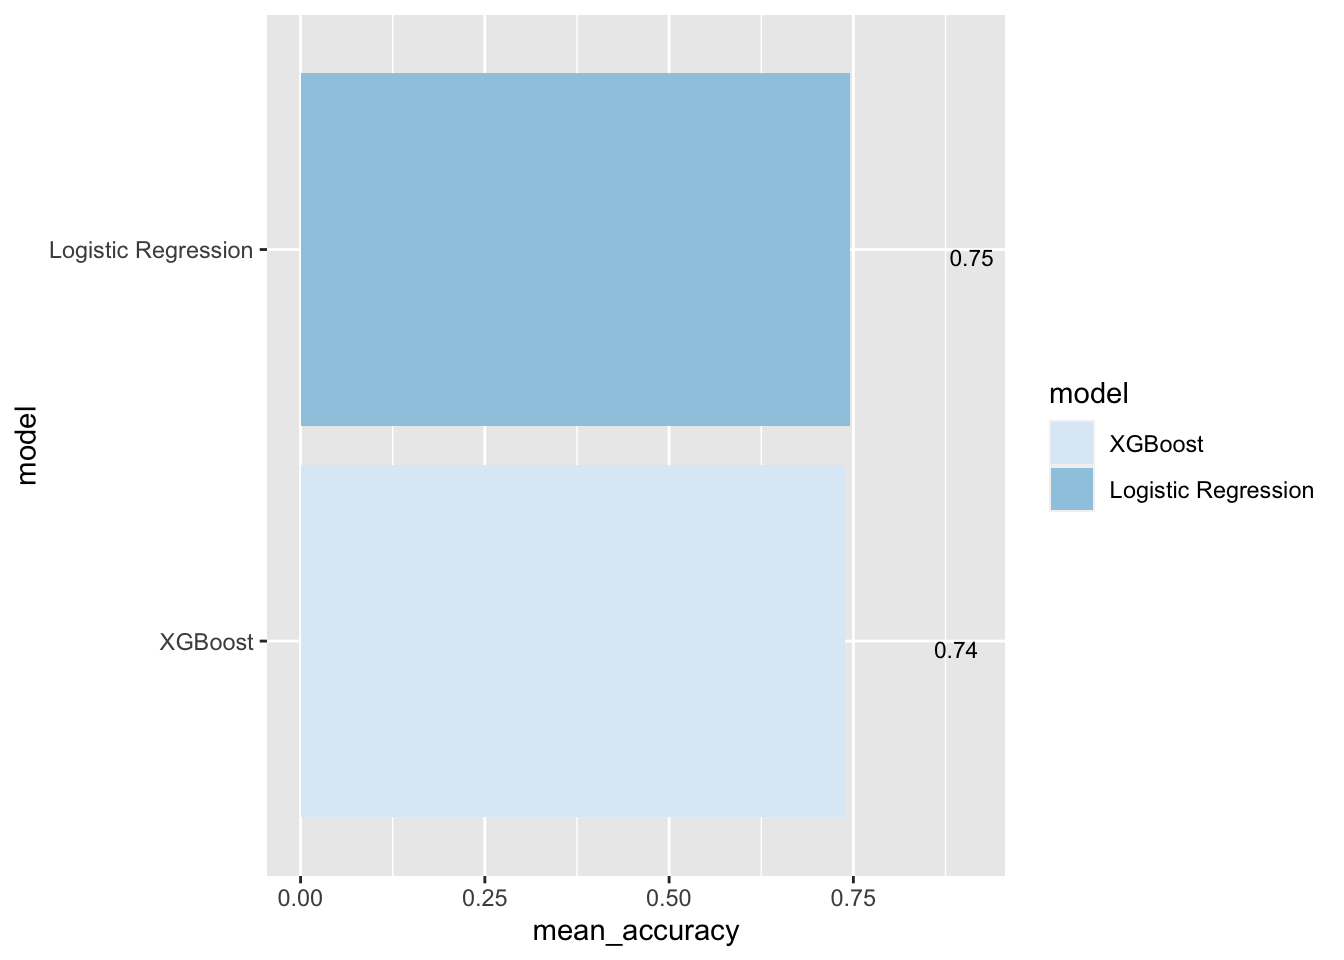 Logistic Regression
0.75
model
XGBoost
0.74
0.00 0.25 0.50 0.75
mean_accuracy
model
XGBoost
Logistic Regression